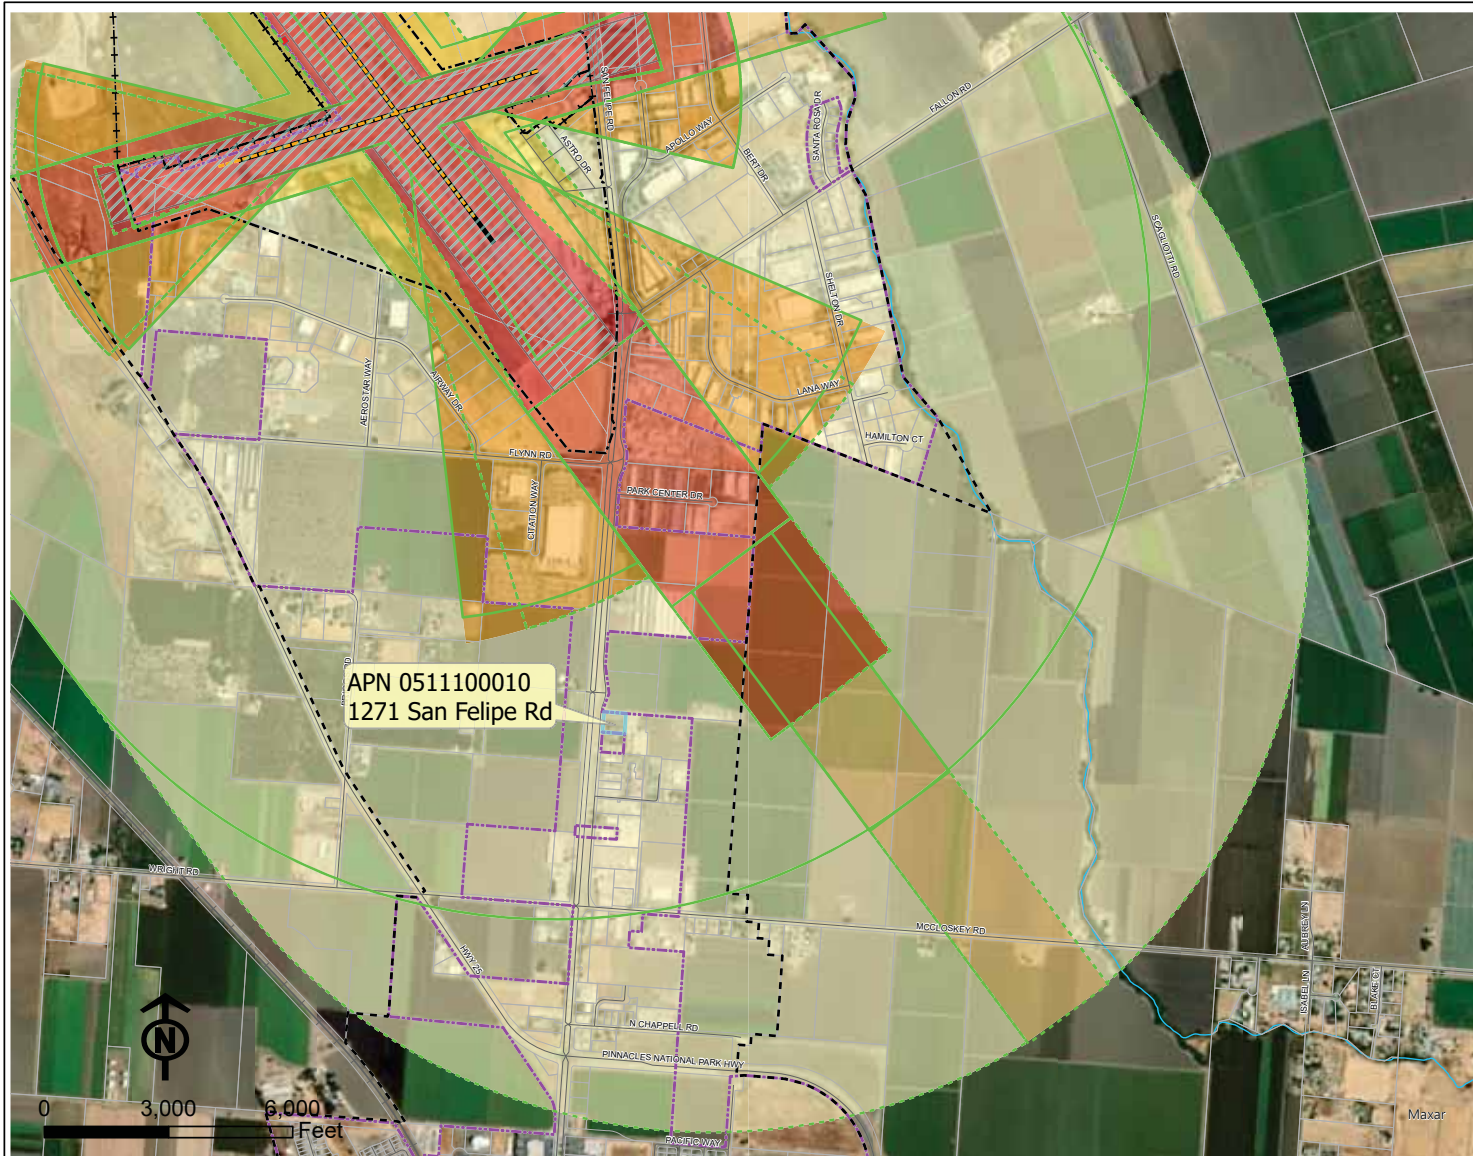 SAN FELIPE RD
ASTRO DR
APOLLO WAY
BERT DR
SANTA ROSA DR
FALLON RD
SCAGLIOTTI RD
SHELTON DR
LANA WAY
HAMILTON CT
AEROSTAR WAY
AIRWAY DR
FLYNN RD
CITATION WAY
PARK CENTER DR
APN 0511100010
1271 San Felipe Rd
WRIGHT RD
MCCLOSKEY RD
HWY 25
AUBREY LN
ISABEL LN
BLAKE CT
N CHAPPELL RD
PINNACLES NATIONAL PARK HWY
PACIFIC WAY
N
0 3,000 6,000
Feet
Maxar